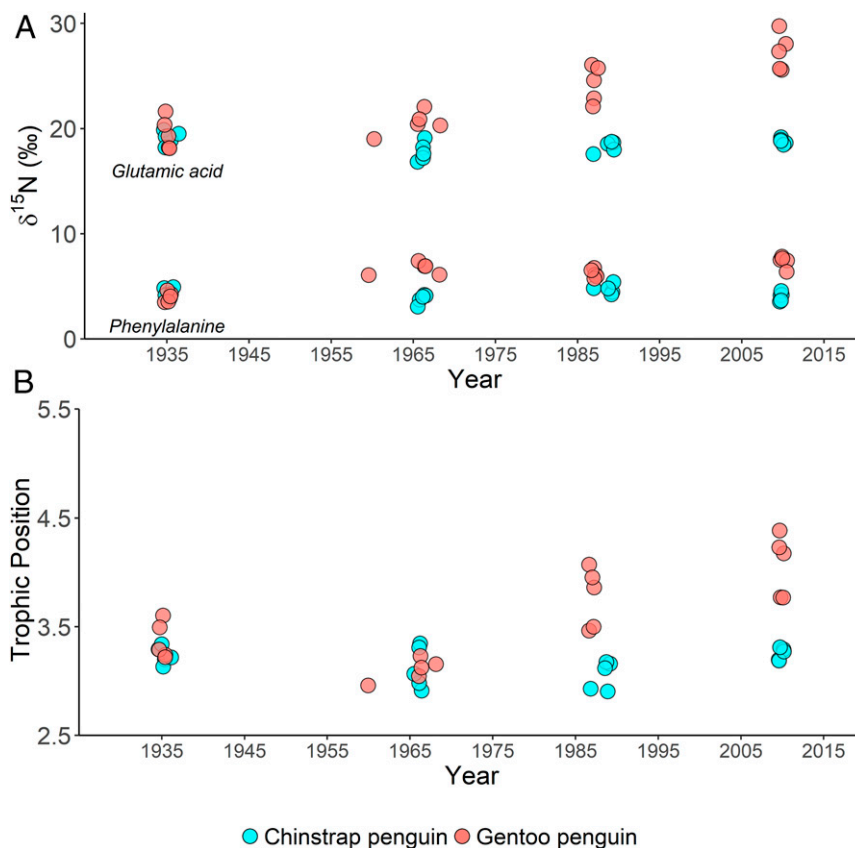 A
30
20
10
0
δ¹⁵N (‰)
Glutamic acid
Phenylalanine
1935 1945 1955 1965 1975 1985 1995 2005 2015
Year
B
5.5
4.5
3.5
2.5
Trophic Position
1935 1945 1955 1965 1975 1985 1995 2005 2015
Year
Chinstrap penguin Gentoo penguin